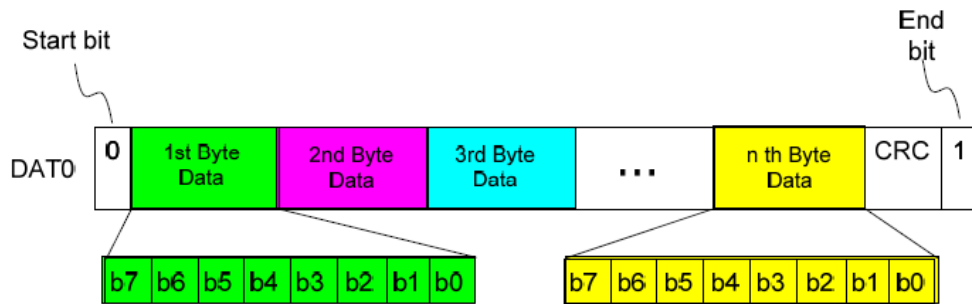 Start bit
End
bit
DAT0
0
1st Byte
Data
2nd Byte
Data
3rd Byte
Data
...
n th Byte
Data
CRC
1
b7 b6 b5 b4 b3 b2 b1 b0
b7 b6 b5 b4 b3 b2 b1 b0